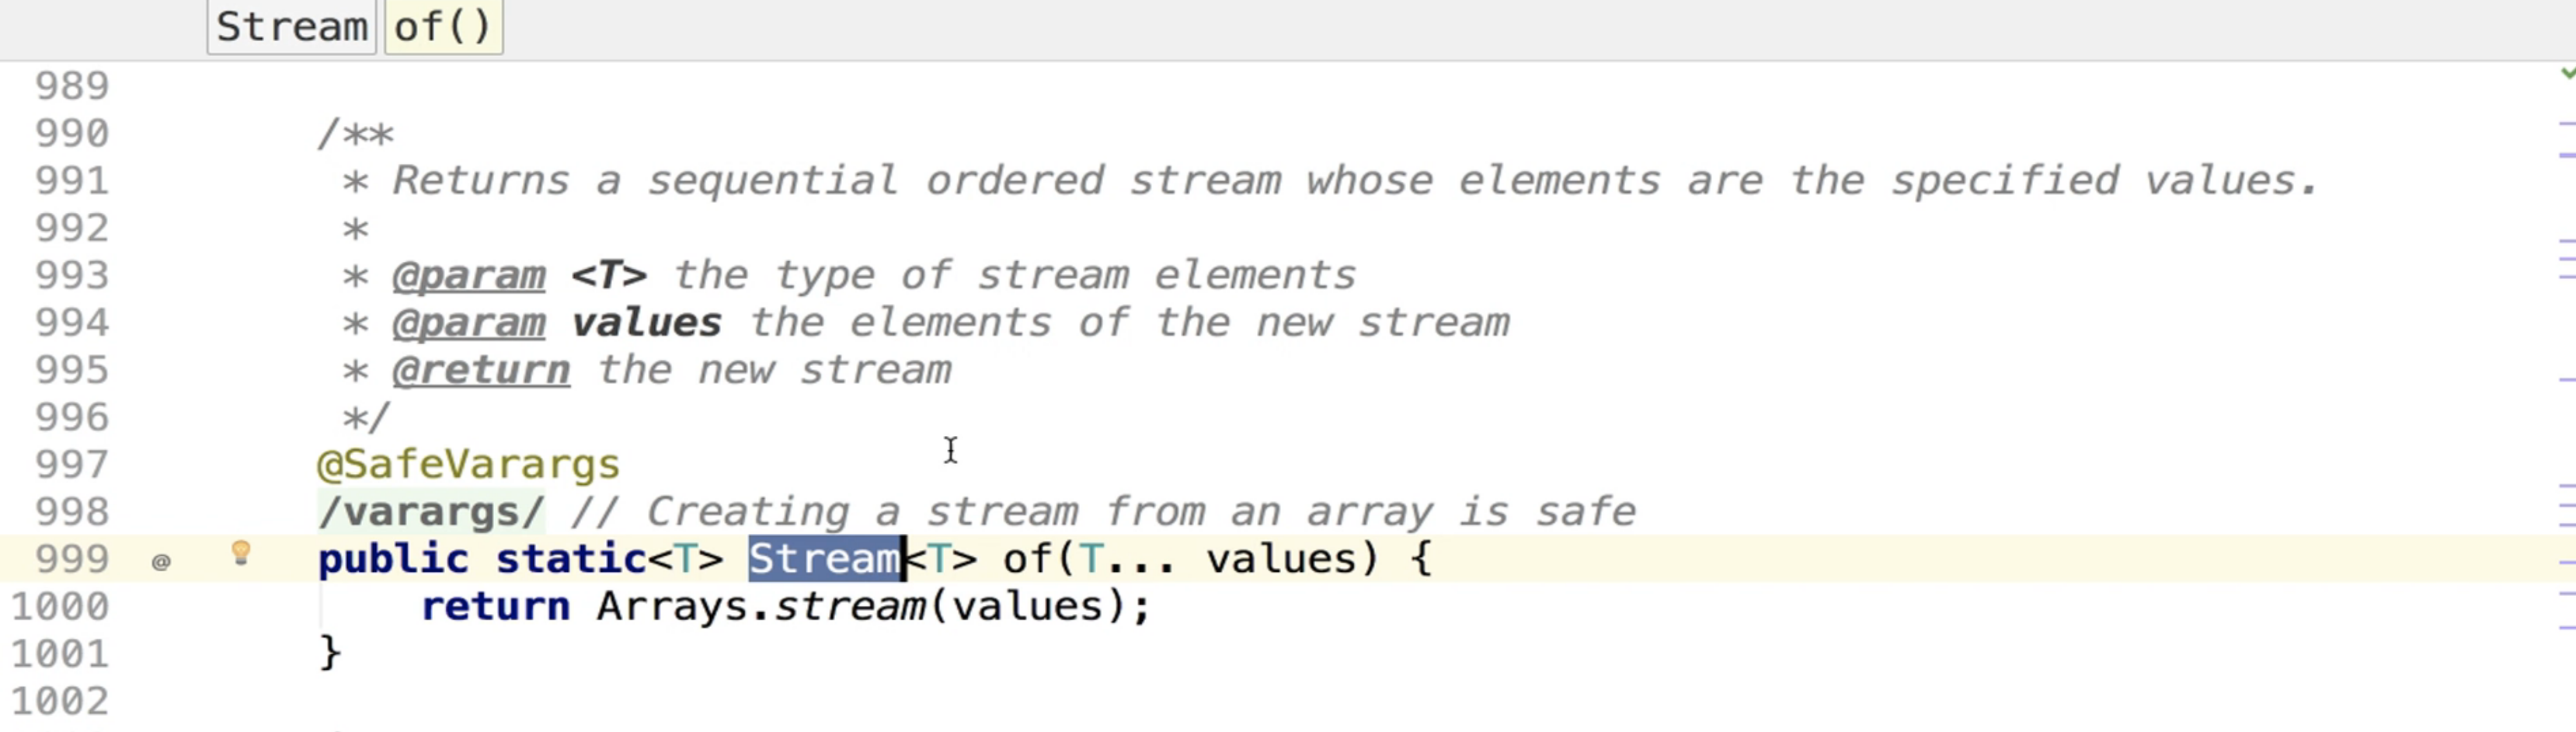 Stream of()
989
990 /**
991 * Returns a sequential ordered stream whose elements are the specified values.
992 *
993 * @param <T> the type of stream elements
994 * @param values the elements of the new stream
995 * @return the new stream
996 */
997 @SafeVarargs
998 /varargs/ // Creating a stream from an array is safe
999 @ public static<T> Stream<T> of(T... values) {
1000 return Arrays.stream(values);
1001 }
1002